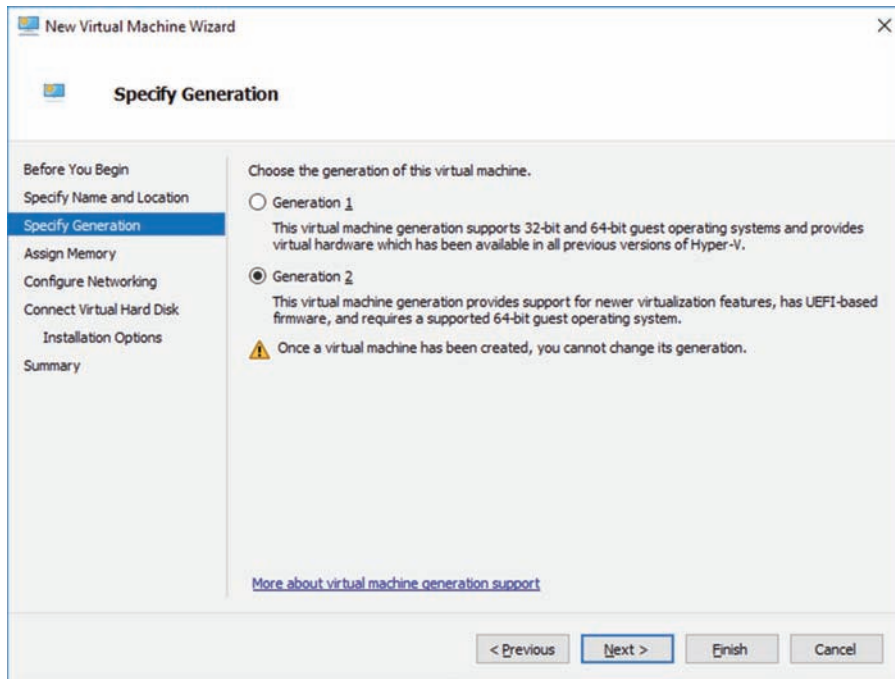 New Virtual Machine Wizard
Specify Generation
Before You Begin
Specify Name and Location
Specify Generation
Assign Memory
Configure Networking
Connect Virtual Hard Disk
Installation Options
Summary
Choose the generation of this virtual machine.
Generation 1
This virtual machine generation supports 32-bit and 64-bit guest operating systems and provides
virtual hardware which has been available in all previous versions of Hyper-V.
Generation 2
This virtual machine generation provides support for newer virtualization features, has UEFI-based
firmware, and requires a supported 64-bit guest operating system.
Once a virtual machine has been created, you cannot change its generation.
More about virtual machine generation support
< Previous
Next >
Finish
Cancel